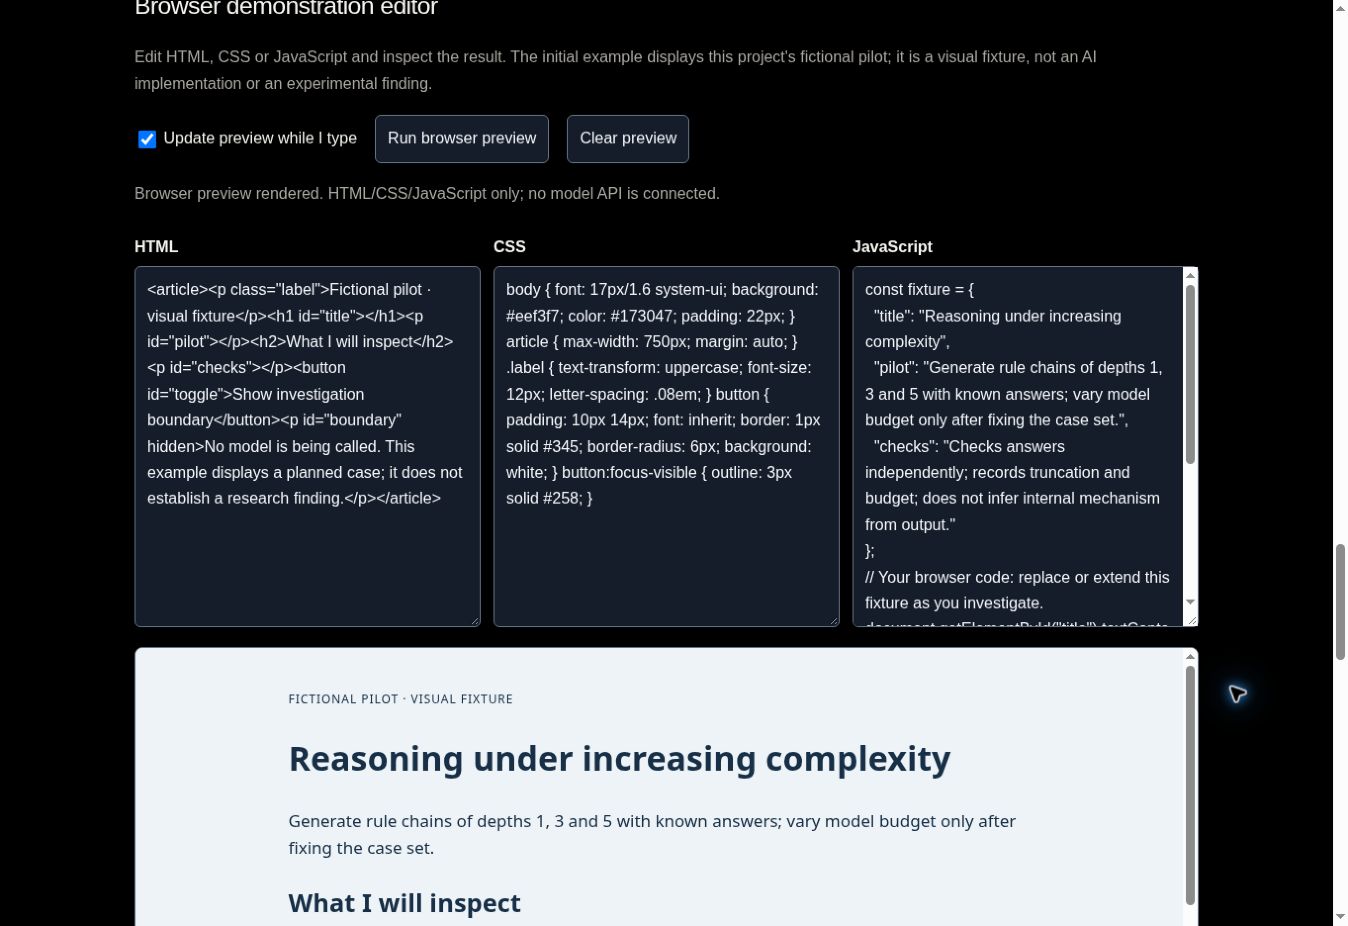 Browser demonstration editor
Edit HTML, CSS or JavaScript and inspect the result. The initial example displays this project's fictional pilot; it is a visual fixture, not an AI
implementation or an experimental finding.
Update preview while I type
Run browser preview
Clear preview
Browser preview rendered. HTML/CSS/JavaScript only; no model API is connected.
HTML
<article><p class="label">Fictional pilot ·
visual fixture</p><h1 id="title"></h1><p
id="pilot"></p><h2>What I will inspect</h2>
<p id="checks"></p><button
id="toggle">Show investigation
boundary</button><p id="boundary"
hidden>No model is being called. This
example displays a planned case; it does not
establish a research finding.</p></article>
CSS
body { font: 17px/1.6 system-ui; background:
#eef3f7; color: #173047; padding: 22px; }
article { max-width: 750px; margin: auto; }
.label { text-transform: uppercase; font-size:
12px; letter-spacing: .08em; } button {
padding: 10px 14px; font: inherit; border: 1px
solid #345; border-radius: 6px; background:
white; } button:focus-visible { outline: 3px
solid #258; }
JavaScript
const fixture = {
"title": "Reasoning under increasing
complexity",
"pilot": "Generate rule chains of depths 1,
3 and 5 with known answers; vary model
budget only after fixing the case set.",
"checks": "Checks answers
independently; records truncation and
budget; does not infer internal mechanism
from output."
};
// Your browser code: replace or extend this
fixture as you investigate.
document.getElementById("title").textConte
FICTIONAL PILOT · VISUAL FIXTURE
Reasoning under increasing complexity
Generate rule chains of depths 1, 3 and 5 with known answers; vary model budget only after
fixing the case set.
What I will inspect